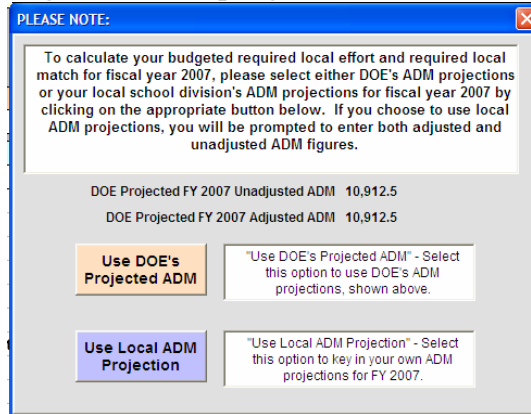 PLEASE NOTE:
To calculate your budgeted required local effort and required local
match for fiscal year 2007, please select either DOE's ADM projections
or your local school division's ADM projections for fiscal year 2007 by
clicking on the appropriate button below.  If you choose to use local
ADM projections, you will be prompted to enter both adjusted and
unadjusted ADM figures.
DOE Projected FY 2007 Unadjusted ADM 10,912.5
DOE Projected FY 2007 Adjusted ADM 10,912.5
Use DOE's
Projected ADM
"Use DOE's Projected ADM" - Select
this option to use DOE's ADM
projections, shown above.
Use Local ADM
Projection
"Use Local ADM Projection" - Select
this option to key in your own ADM
projections for FY 2007.